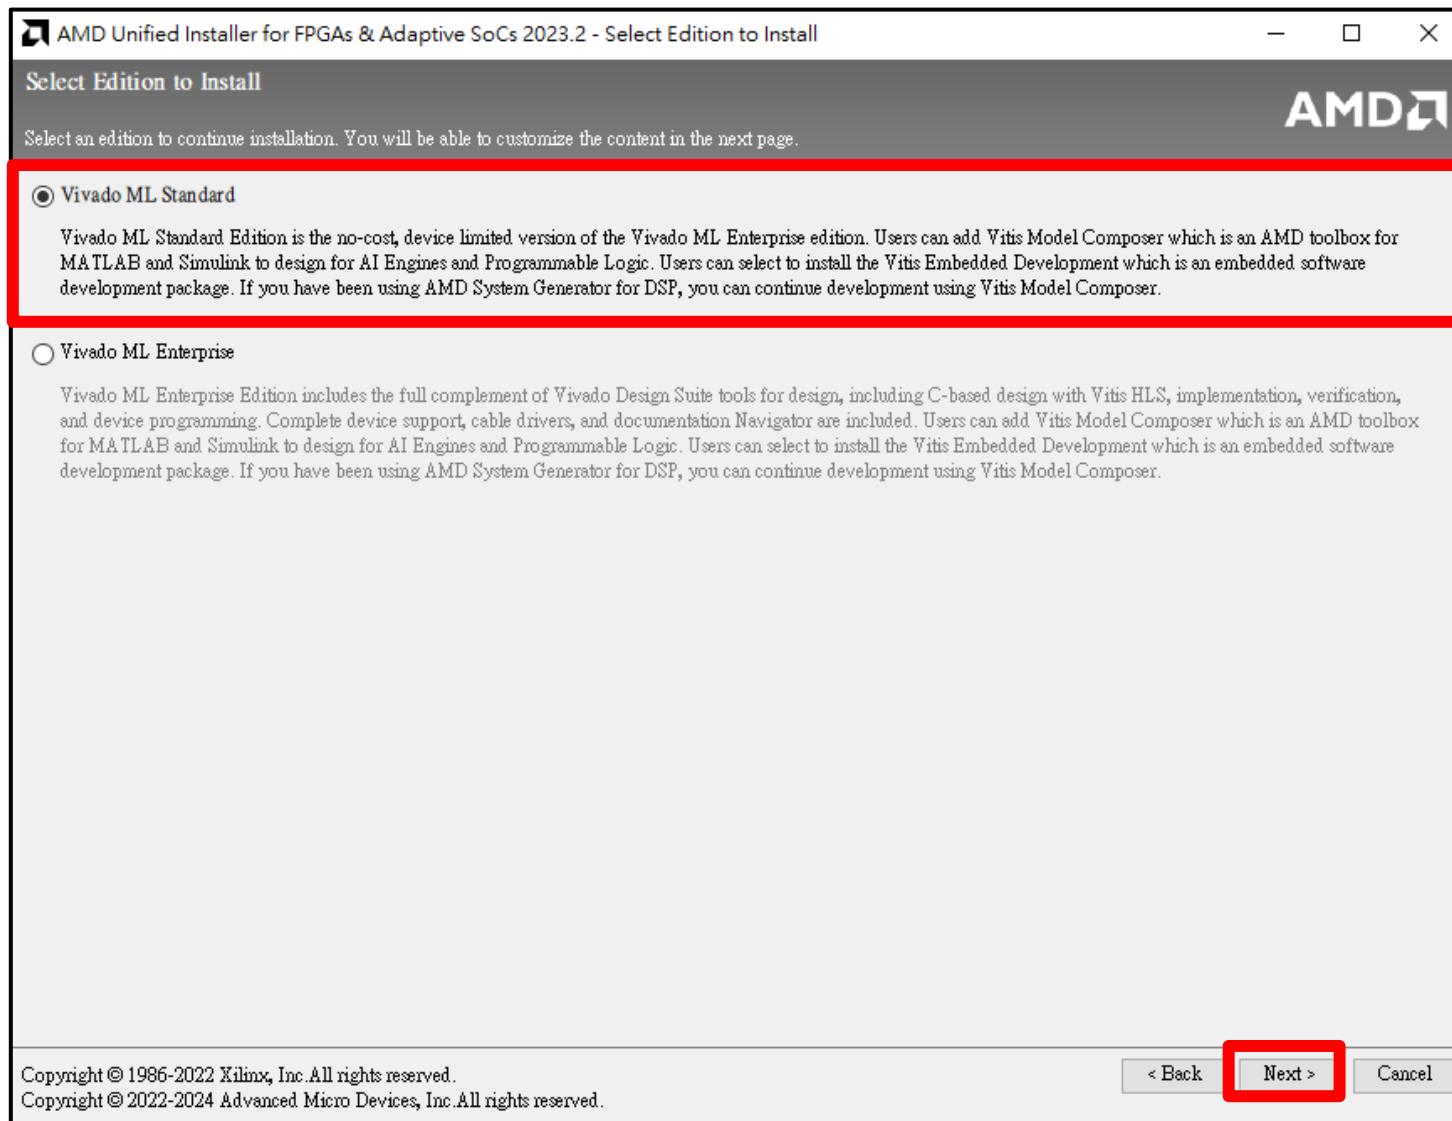 AMD Unified Installer for FPGAs & Adaptive SoCs 2023.2 - Select Edition to Install
Select Edition to Install
AMD
Select an edition to continue installation. You will be able to customize the content in the next page.
Vivado ML Standard
Vivado ML Standard Edition is the no-cost, device limited version of the Vivado ML Enterprise edition. Users can add Vitis Model Composer which is an AMD toolbox for
MATLAB and Simulink to design for AI Engines and Programmable Logic. Users can select to install the Vitis Embedded Development which is an embedded software
development package. If you have been using AMD System Generator for DSP, you can continue development using Vitis Model Composer.
Vivado ML Enterprise
Vivado ML Enterprise Edition includes the full complement of Vivado Design Suite tools for design, including C-based design with Vitis HLS, implementation, verification,
and device programming. Complete device support, cable drivers, and documentation Navigator are included. Users can add Vitis Model Composer which is an AMD toolbox
for MATLAB and Simulink to design for AI Engines and Programmable Logic. Users can select to install the Vitis Embedded Development which is an embedded software
development package. If you have been using AMD System Generator for DSP, you can continue development using Vitis Model Composer.
Copyright © 1986-2022 Xilinx, Inc.All rights reserved.
Copyright © 2022-2024 Advanced Micro Devices, Inc.All rights reserved.
< Back
Next >
Cancel